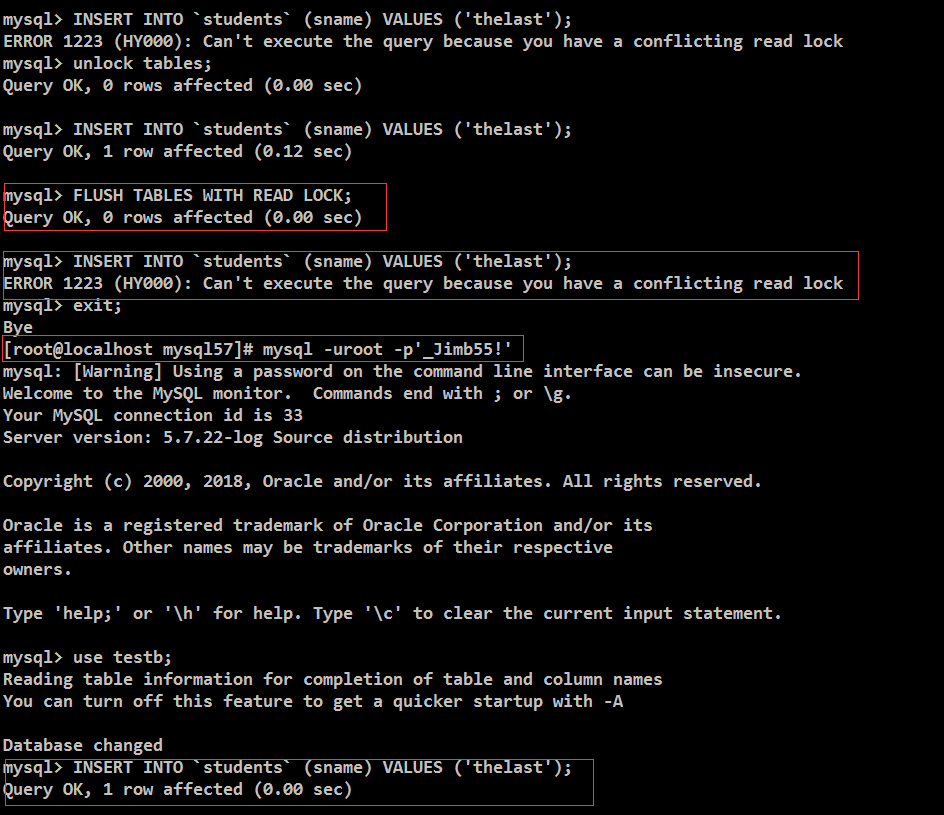 mysql> INSERT INTO `students` (sname) VALUES ('thelast');
ERROR 1223 (HY000): Can't execute the query because you have a conflicting read lock
mysql> unlock tables;
Query OK, 0 rows affected (0.00 sec)
mysql> INSERT INTO `students` (sname) VALUES ('thelast');
Query OK, 1 row affected (0.12 sec)
mysql> FLUSH TABLES WITH READ LOCK;
Query OK, 0 rows affected (0.00 sec)
mysql> INSERT INTO `students` (sname) VALUES ('thelast');
ERROR 1223 (HY000): Can't execute the query because you have a conflicting read lock
mysql> exit;
Bye
[root@localhost mysql57]# mysql -uroot -p'_Jimb55!'
mysql: [Warning] Using a password on the command line interface can be insecure.
Welcome to the MySQL monitor.  Commands end with ; or \g.
Your MySQL connection id is 33
Server version: 5.7.22-log Source distribution
Copyright (c) 2000, 2018, Oracle and/or its affiliates. All rights reserved.
Oracle is a registered trademark of Oracle Corporation and/or its
affiliates. Other names may be trademarks of their respective
owners.
Type 'help;' or '\h' for help. Type '\c' to clear the current input statement.
mysql> use testb;
Reading table information for completion of table and column names
You can turn off this feature to get a quicker startup with -A
Database changed
mysql> INSERT INTO `students` (sname) VALUES ('thelast');
Query OK, 1 row affected (0.00 sec)